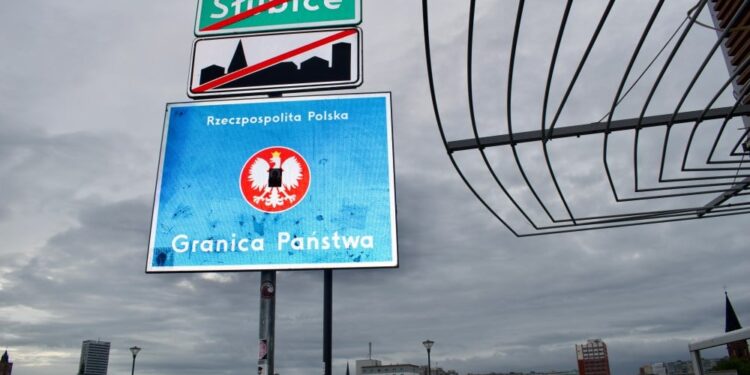 Słubice
Rzeczpospolita Polska
Granica Państwa